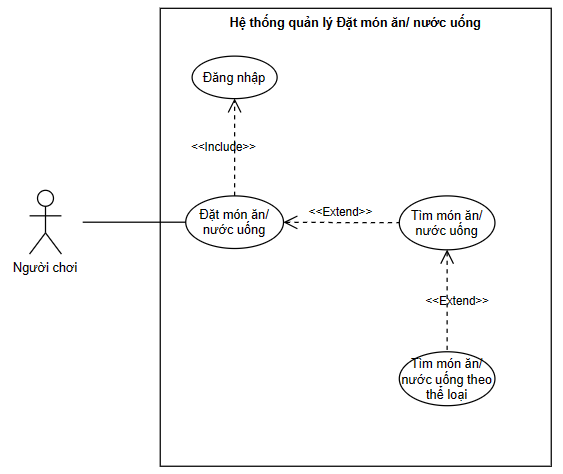 Hệ thống quản lý Đặt món ăn/ nước uống
Đăng nhập
<<Include>>
Đặt món ăn/
nước uống
<<Extend>>
Tìm món ăn/
nước uống
Người chơi
<<Extend>>
Tìm món ăn/
nước uống theo
thể loại